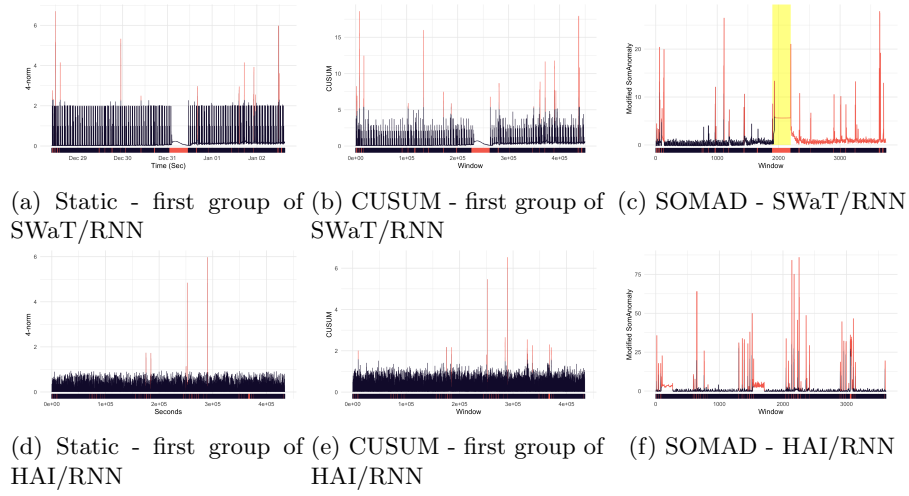 6
4
2
0
4-norm
Dec 29 Dec 30 Dec 31 Jan 01 Jan 02
Time (Sec)
15
10
5
0
CUSUM
0e+00 1e+05 2e+05 3e+05 4e+05
Window
20
10
0
Modified SomAnomaly
0 1000 2000 3000
Window
(a) Static - first group of SWaT/RNN
(b) CUSUM - first group of SWaT/RNN
(c) SOMAD - SWaT/RNN
6
4
2
0
4-norm
0e+00 1e+05 2e+05 3e+05 4e+05
Seconds
6
4
2
0
CUSUM
0e+00 1e+05 2e+05 3e+05 4e+05
Window
75
50
25
0
Modified SomAnomaly
0 1000 2000 3000
Window
(d) Static - first group of HAI/RNN
(e) CUSUM - first group of HAI/RNN
(f) SOMAD - HAI/RNN